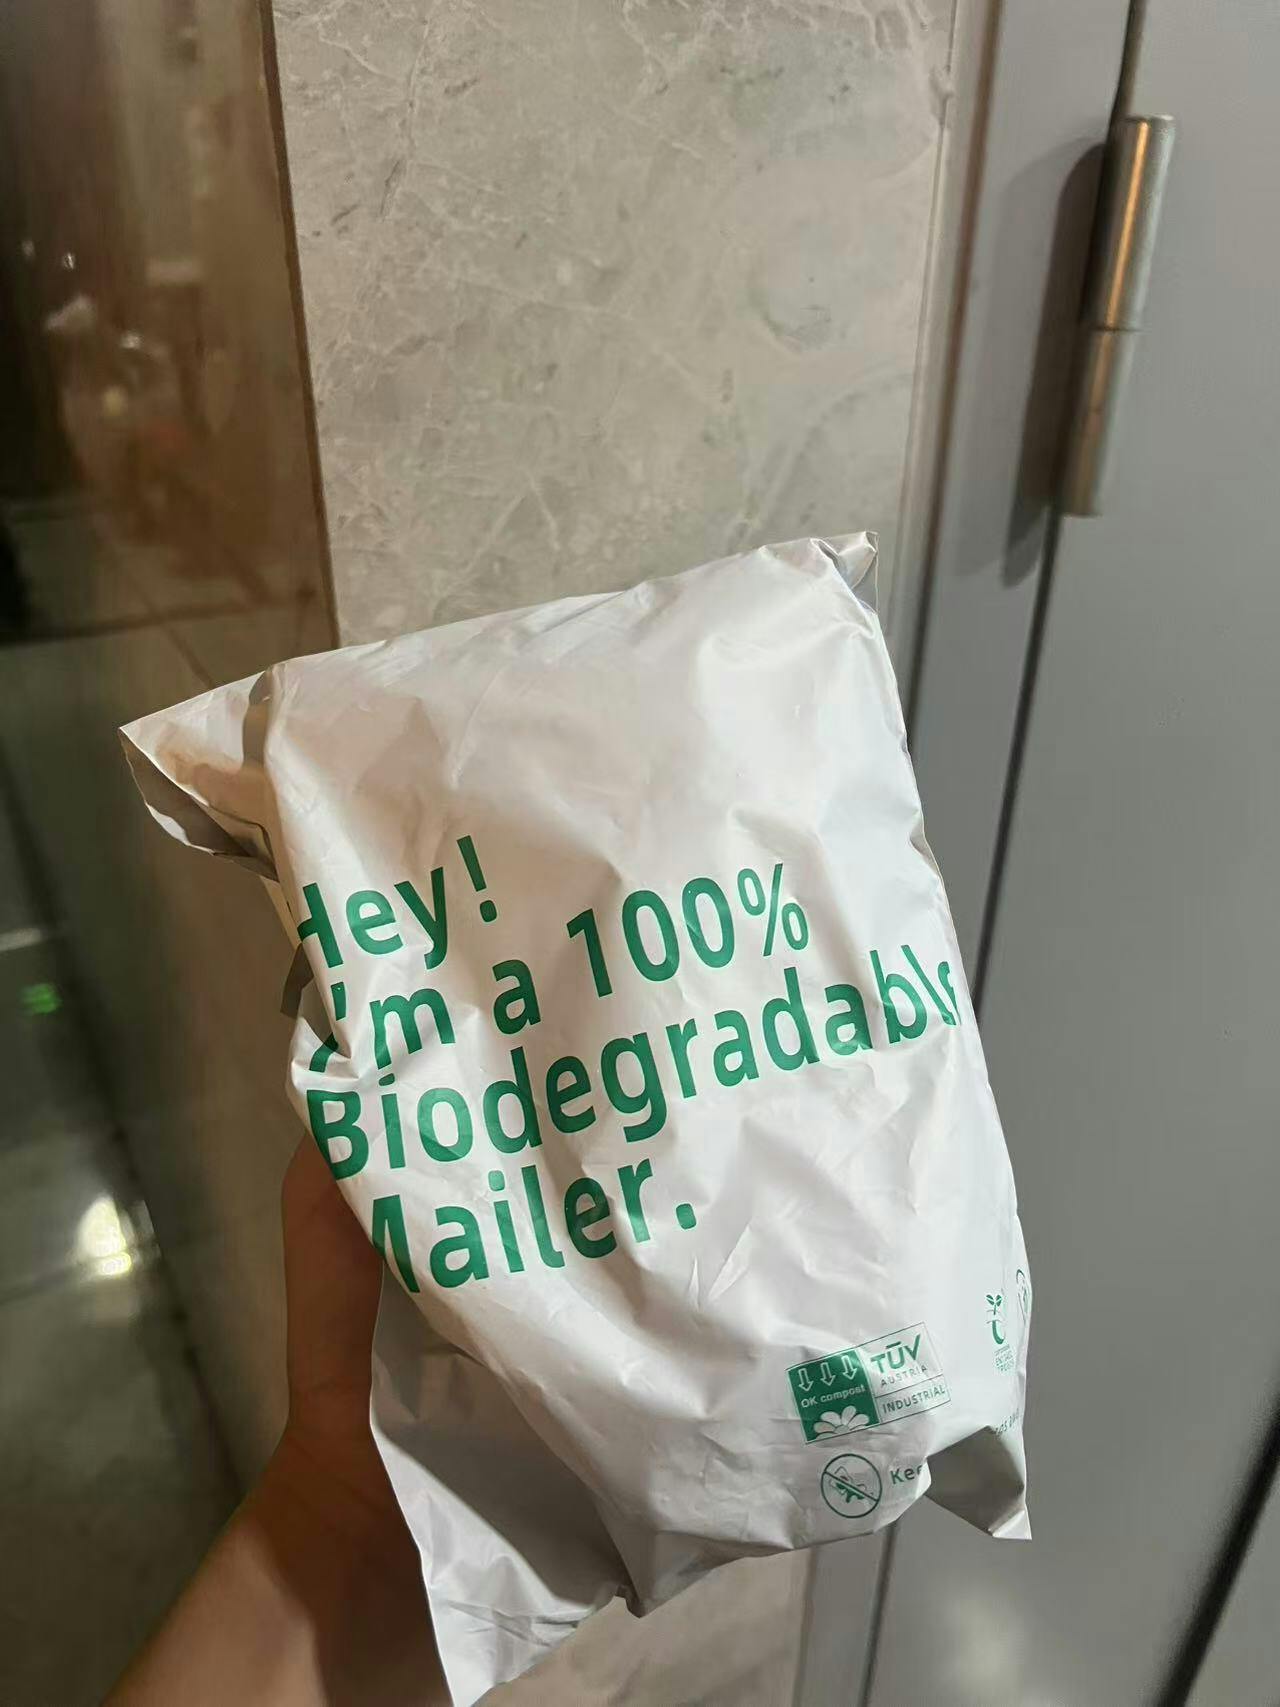 Hey!
I'm a 100%
Biodegradable
Mailer.
OK compost
TÜV
AUSTRIA
INDUSTRIAL